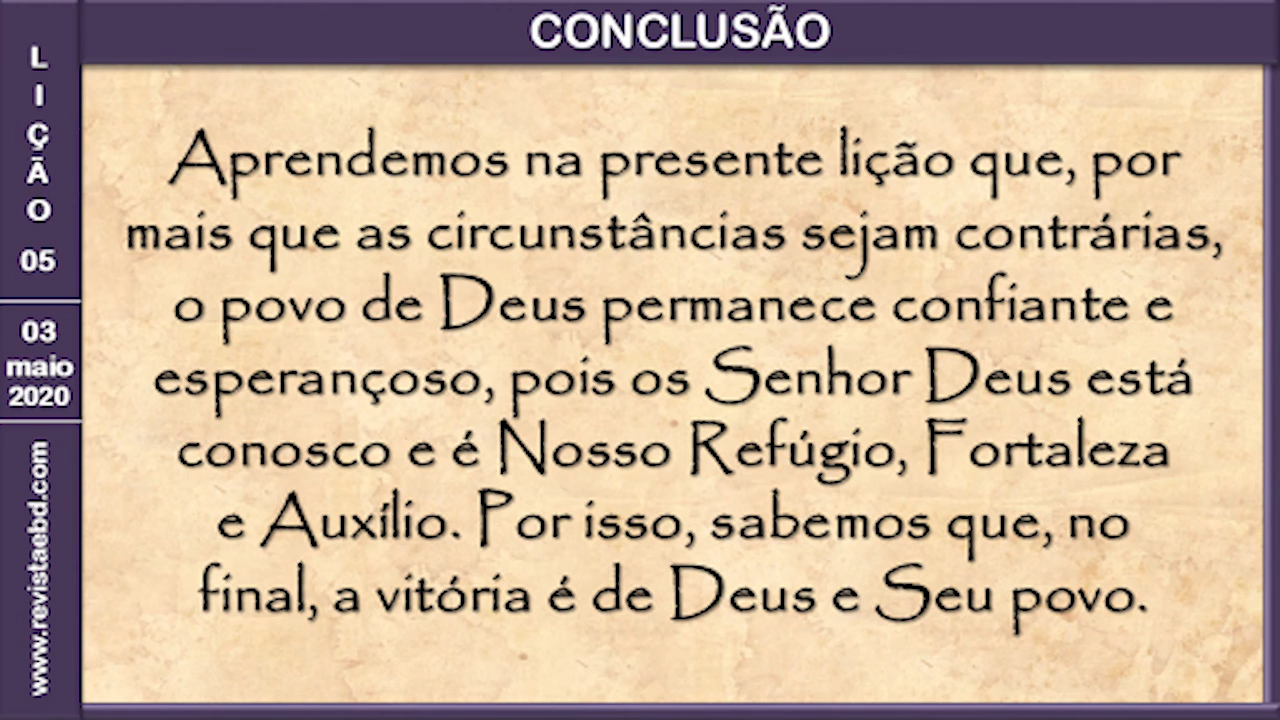 CONCLUSÃO
L
I
Ç
Ã
O
05
03
maio
2020
www.revistaebd.com
Aprendemos na presente lição que, por
mais que as circunstâncias sejam contrárias,
o povo de Deus permanece confiante e
esperançoso, pois os Senhor Deus está
conosco e é Nosso Refúgio, Fortaleza
e Auxílio. Por isso, sabemos que, no
final, a vitória é de Deus e Seu povo.